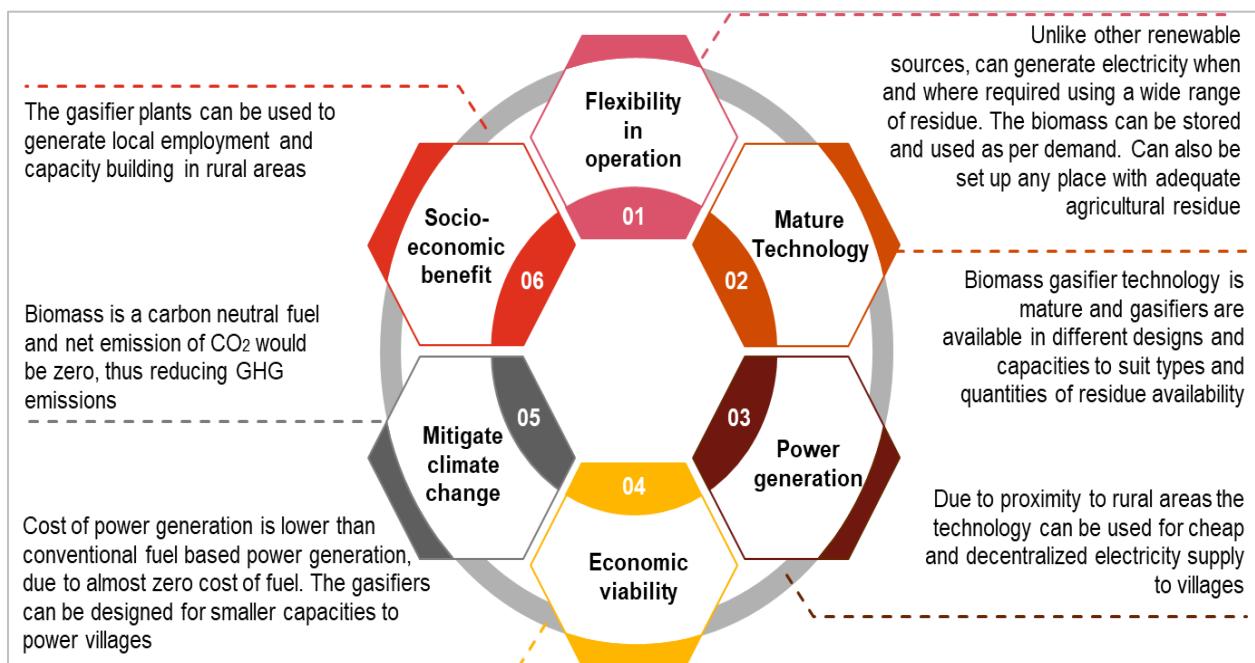 Flexibility
in
operation
01
Unlike other renewable
sources, can generate electricity when
and where required using a wide range
of residue. The biomass can be stored
and used as per demand. Can also be
set up any place with adequate
agricultural residue
Mature
Technology
02
Biomass gasifier technology is
mature and gasifiers are
available in different designs and
capacities to suit types and
quantities of residue availability
03
Power
generation
Due to proximity to rural areas the
technology can be used for cheap
and decentralized electricity supply
to villages
04
Economic
viability
Cost of power generation is lower than
conventional fuel based power generation,
due to almost zero cost of fuel. The gasifiers
can be designed for smaller capacities to
power villages
05
Mitigate
climate
change
Biomass is a carbon neutral fuel
and net emission of CO₂ would
be zero, thus reducing GHG
emissions
Socio-
economic
benefit
06
The gasifier plants can be used to
generate local employment and
capacity building in rural areas